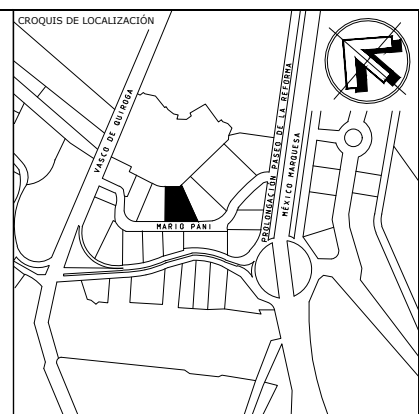 CROQUIS DE LOCALIZACIÓN
VASCO DE QUIROGA
PROLONGACIÓN PASEO DE LA REFORMA
MÉXICO MARQUESA
MARIO PANI